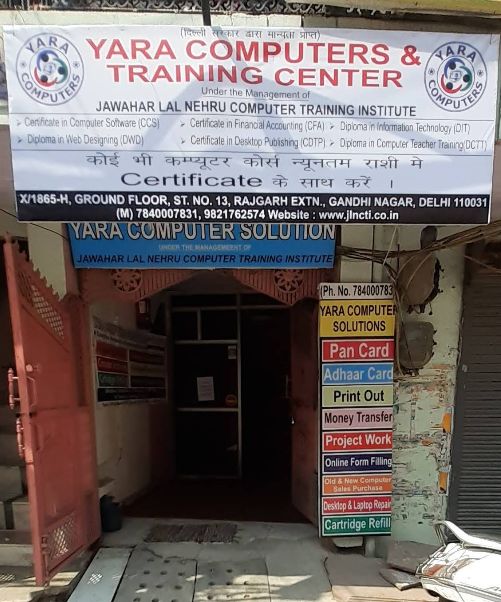 (दिल्ली सरकार द्वारा मान्यता प्राप्त)
YARA COMPUTERS
YARA COMPUTERS &
TRAINING CENTER
YARA COMPUTERS
Under the Management of
JAWAHAR LAL NEHRU COMPUTER TRAINING INSTITUTE
Certificate in Computer Software (CCS) Certificate in Financial Accounting (CFA) Diploma in Information Technology (DIT)
Diploma in Web Designing (DWD) Certificate in Desktop Publishing (CDTP) Diploma in Computer Teacher Training (DCTT)
कोई भी कम्प्यूटर कोर्स न्यूनतम राशी मे
Certificate के साथ करें ।
X/1865-H, GROUND FLOOR, ST. NO. 13, RAJGARH EXTN., GANDHI NAGAR, DELHI 110031
(M) 7840007831, 9821762574 Website : www.jlncti.co.in
YARA COMPUTER SOLUTION
UNDER THE MANAGEMENT OF
JAWAHAR LAL NEHRU COMPUTER TRAINING INSTITUTE
Ph. No. 784000783
YARA COMPUTER
SOLUTIONS
Pan Card
Adhaar Card
Print Out
Money Transfer
Project Work
Online Form Filling
Old & New Computer
Sales Purchase
Desktop & Laptop Repair
Cartridge Refill